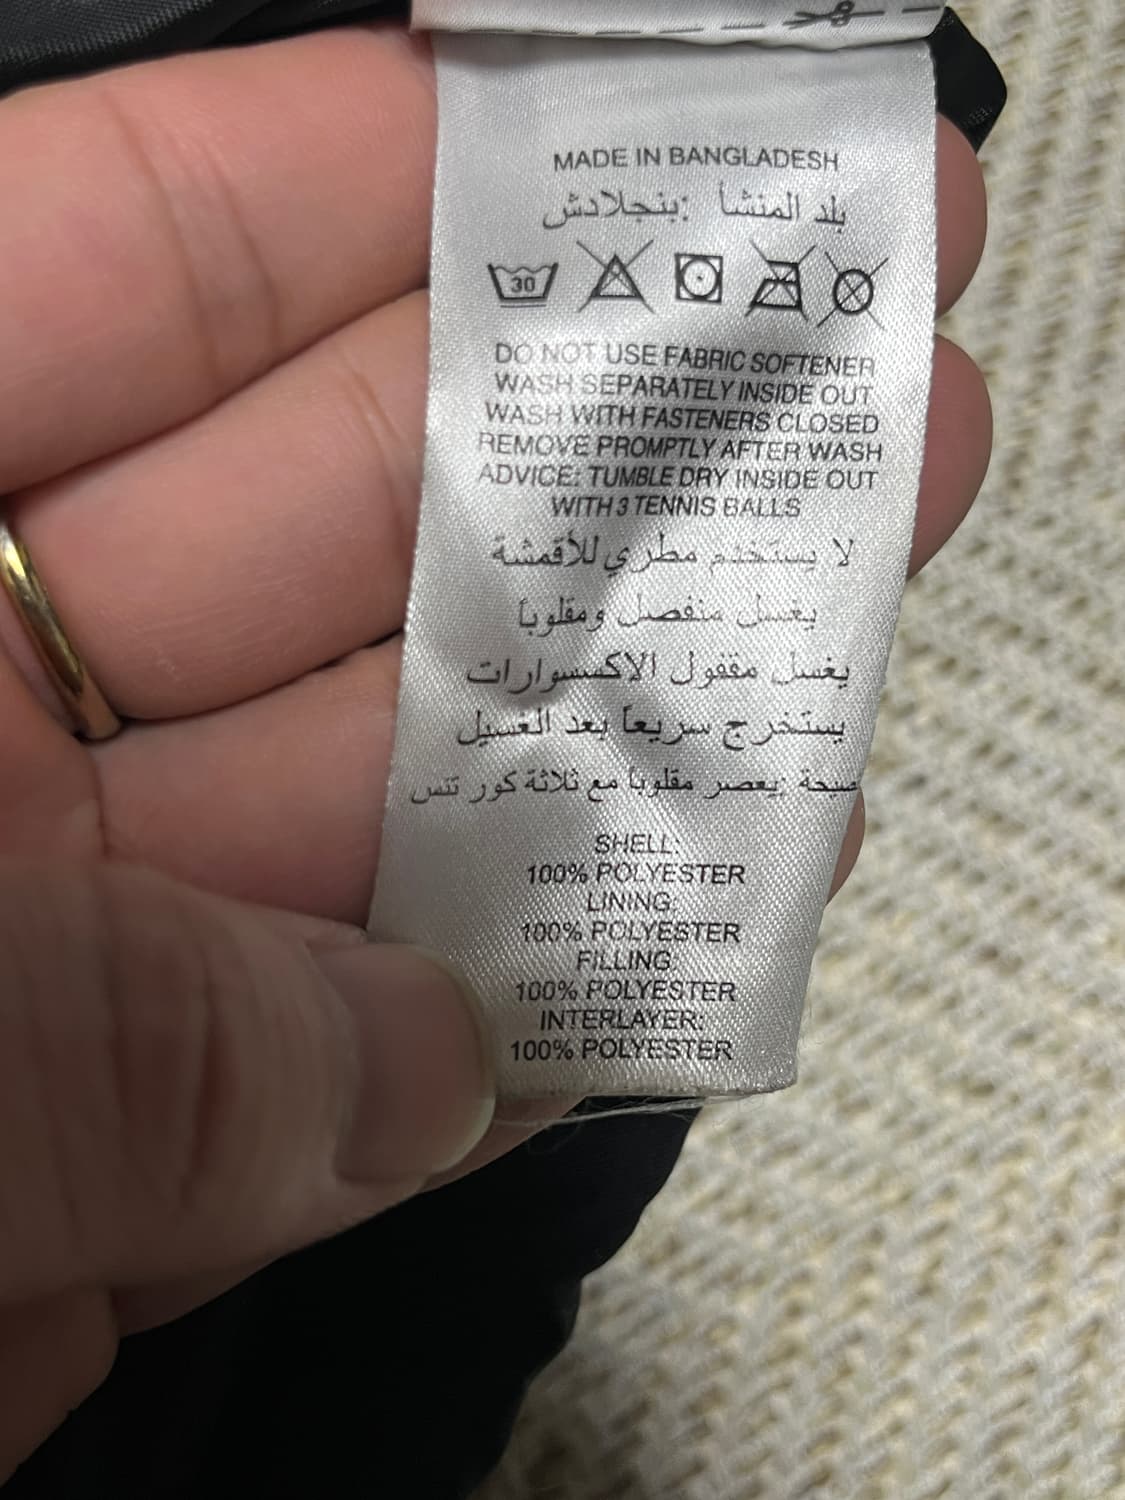 MADE IN BANGLADESH
بلد المنشأ :بنجلادش
30
DO NOT USE FABRIC SOFTENER
WASH SEPARATELY INSIDE OUT
WASH WITH FASTENERS CLOSED
REMOVE PROMPTLY AFTER WASH
ADVICE: TUMBLE DRY INSIDE OUT
WITH 3 TENNIS BALLS
لا يستخدم مطري للأقمشة
يغسل منفصل ومقلوباً
يغسل مقفول الاكسسوارات
يستخرج سريعاً بعد الغسيل
صيحة :يعصر مقلوباً مع ثلاثة كور تنس
SHELL:
100% POLYESTER
LINING:
100% POLYESTER
FILLING:
100% POLYESTER
INTERLAYER:
100% POLYESTER